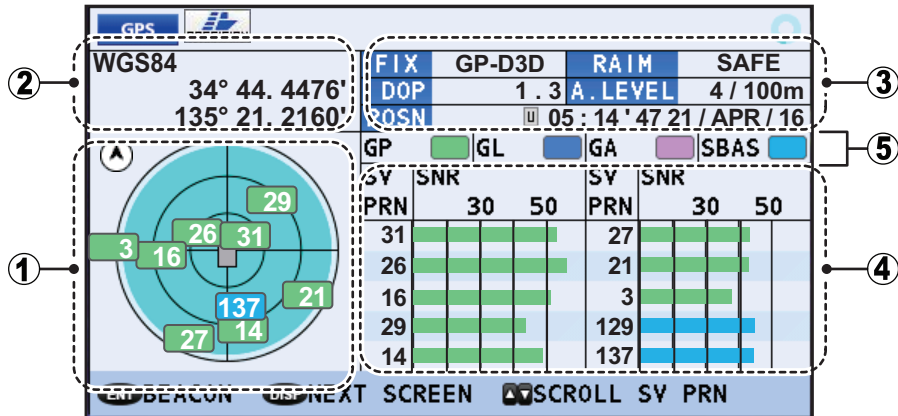 GPS
WGS84
34° 44. 4476'
135° 21. 2160'
FIX GP-D3D RAIM SAFE
DOP 1 . 3 A.LEVEL 4 / 100m
POSN U 05 : 14 ' 47 21 / APR / 16
GP GL GA SBAS
29
26 31
3 16
137 21
27 14
SV SNR SV SNR
PRN 30 50 PRN 30 50
31 27
26 21
16 3
29 129
14 137
ENT BEACON DISP NEXT SCREEN ▲▼ SCROLL SV PRN
1
2
3
4
5